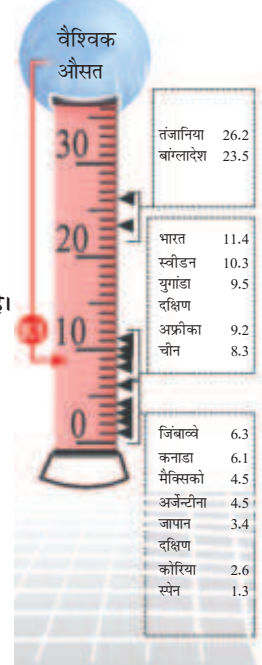 वैश्विक
औसत
30
20
10
0
तंजानिया 26.2
बांग्लादेश 23.5
भारत 11.4
स्वीडन 10.3
युगांडा 9.5
दक्षिण
अफ्रीका 9.2
चीन 8.3
जिंबाव्वे 6.3
कनाडा 6.1
मैक्सिको 4.5
अर्जेन्टीना 4.5
जापान 3.4
दक्षिण
कोरिया 2.6
स्पेन 1.3
है।